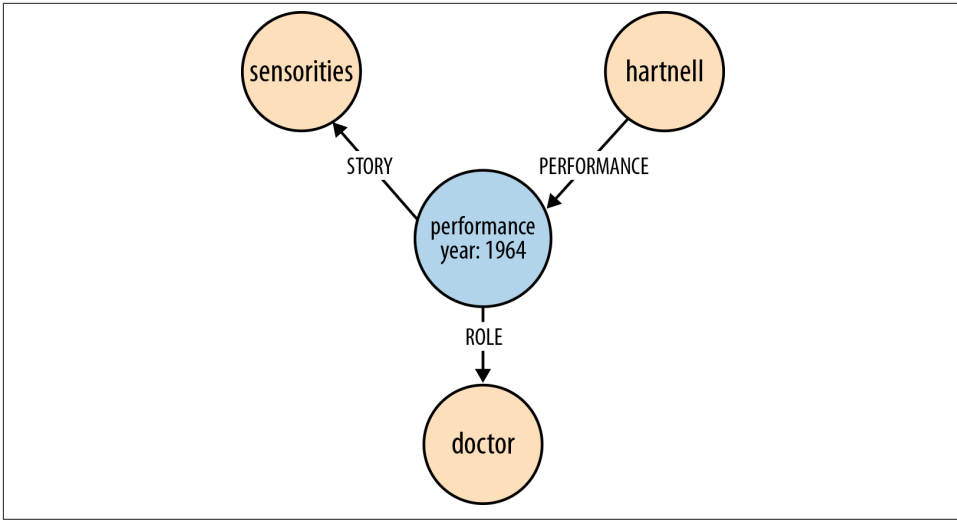 sensorities
hartnell
STORY
PERFORMANCE
performance
year: 1964
ROLE
doctor